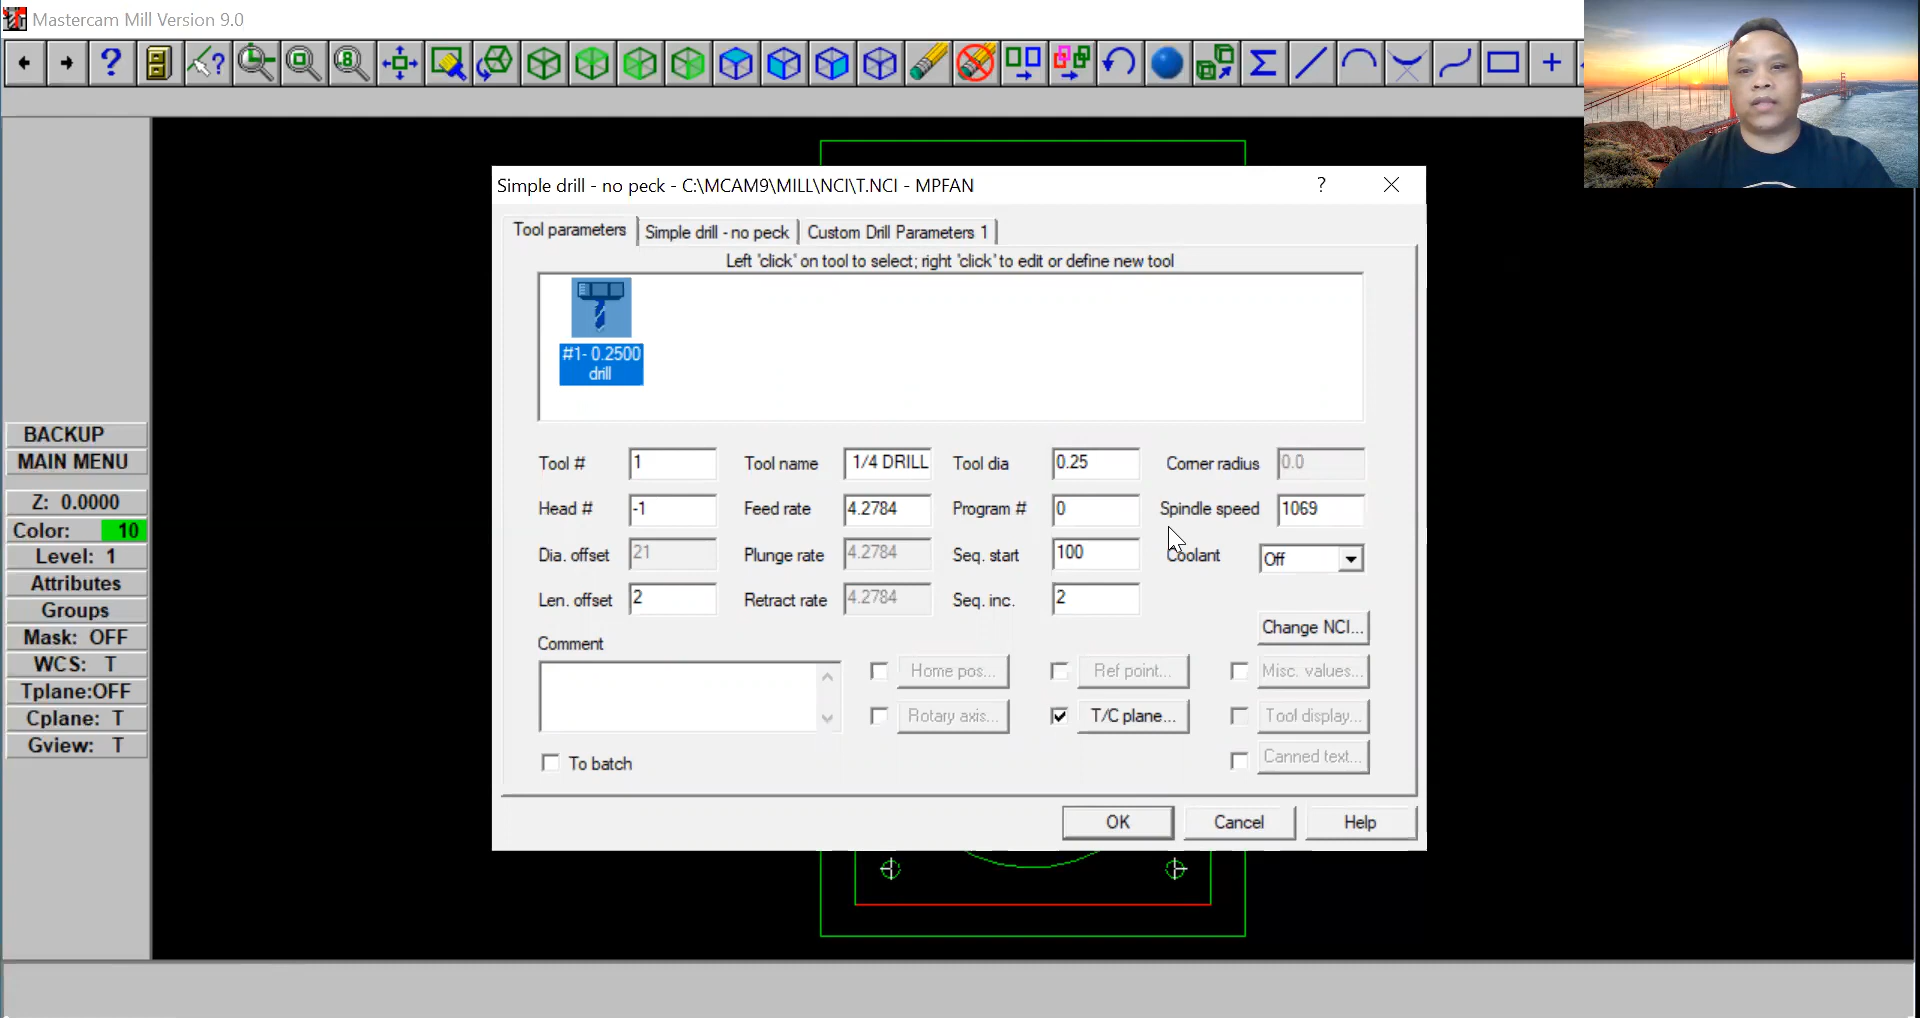 Mastercam Mill Version 9.0
Simple drill - no peck - C:\MCAM9\MILL\NCI\T.NCI - MPFAN
Tool parameters Simple drill - no peck Custom Drill Parameters 1
Left 'click' on tool to select; right 'click' to edit or define new tool
#1- 0.2500
drill
Tool # 1 Tool name 1/4 DRILL Tool dia 0.25 Corner radius 0.0
Head # -1 Feed rate 4.2784 Program # 0 Spindle speed 1069
Dia. offset 21 Plunge rate 4.2784 Seq. start 100 Coolant Off
Len. offset 2 Retract rate 4.2784 Seq. inc. 2
Change NCI...
Comment
Home pos... Ref point... Misc. values...
Rotary axis... T/C plane... Tool display...
Canned text...
To batch
OK Cancel Help
BACKUP
MAIN MENU
Z: 0.0000
Color: 10
Level: 1
Attributes
Groups
Mask: OFF
WCS: T
Tplane:OFF
Cplane: T
Gview: T